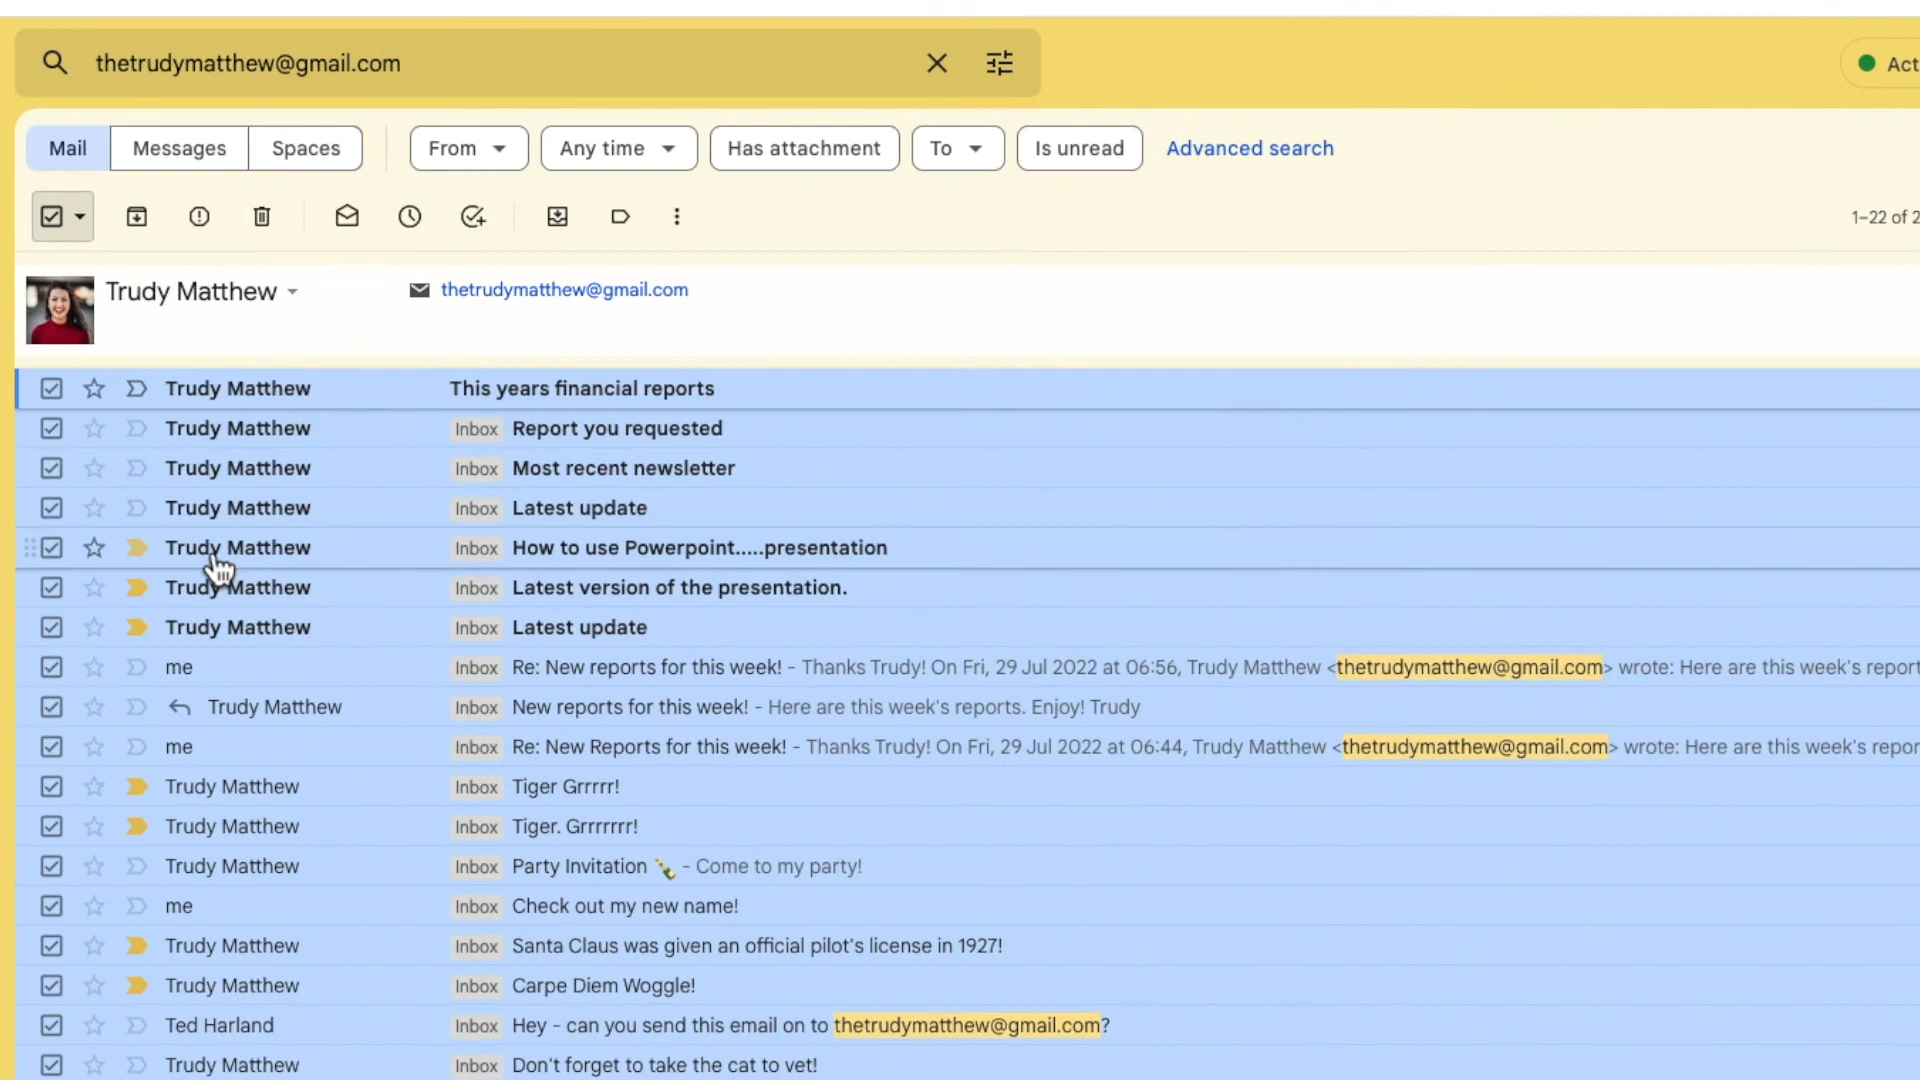 thetrudymatthew@gmail.com
Act
Mail Messages Spaces From Any time Has attachment To Is unread Advanced search
1–22 of 2
Trudy Matthew thetrudymatthew@gmail.com
Trudy Matthew This years financial reports
Trudy Matthew Inbox Report you requested
Trudy Matthew Inbox Most recent newsletter
Trudy Matthew Inbox Latest update
Trudy Matthew Inbox How to use Powerpoint.....presentation
Trudy Matthew Inbox Latest version of the presentation.
Trudy Matthew Inbox Latest update
me Inbox Re: New reports for this week! - Thanks Trudy! On Fri, 29 Jul 2022 at 06:56, Trudy Matthew <thetrudymatthew@gmail.com> wrote: Here are this week's report
Trudy Matthew Inbox New reports for this week! - Here are this week's reports. Enjoy! Trudy
me Inbox Re: New Reports for this week! - Thanks Trudy! On Fri, 29 Jul 2022 at 06:44, Trudy Matthew <thetrudymatthew@gmail.com> wrote: Here are this week's repor
Trudy Matthew Inbox Tiger Grrrrr!
Trudy Matthew Inbox Tiger. Grrrrrrr!
Trudy Matthew Inbox Party Invitation 🍾 - Come to my party!
me Inbox Check out my new name!
Trudy Matthew Inbox Santa Claus was given an official pilot's license in 1927!
Trudy Matthew Inbox Carpe Diem Woggle!
Ted Harland Inbox Hey - can you send this email on to thetrudymatthew@gmail.com?
Trudy Matthew Inbox Don't forget to take the cat to vet!